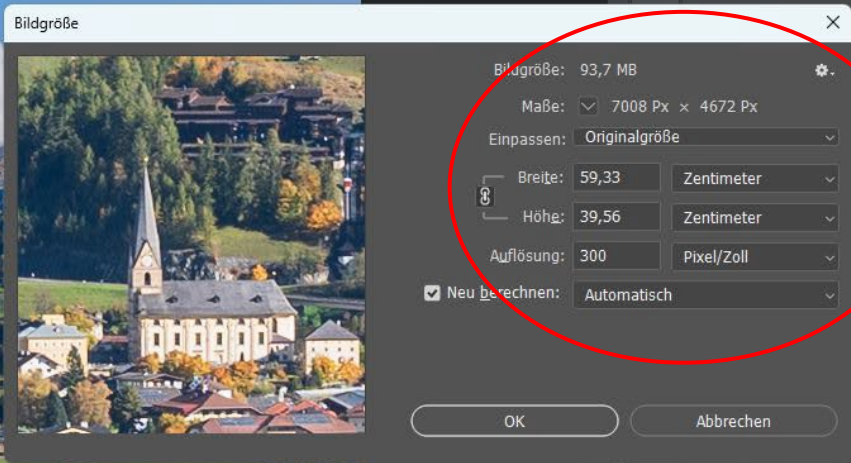 Bildgröße
Bildgröße: 93,7 MB
Maße: 7008 Px × 4672 Px
Einpassen: Originalgröße
Breite: 59,33 Zentimeter
Höhe: 39,56 Zentimeter
Auflösung: 300 Pixel/Zoll
Neu berechnen: Automatisch
OK Abbrechen